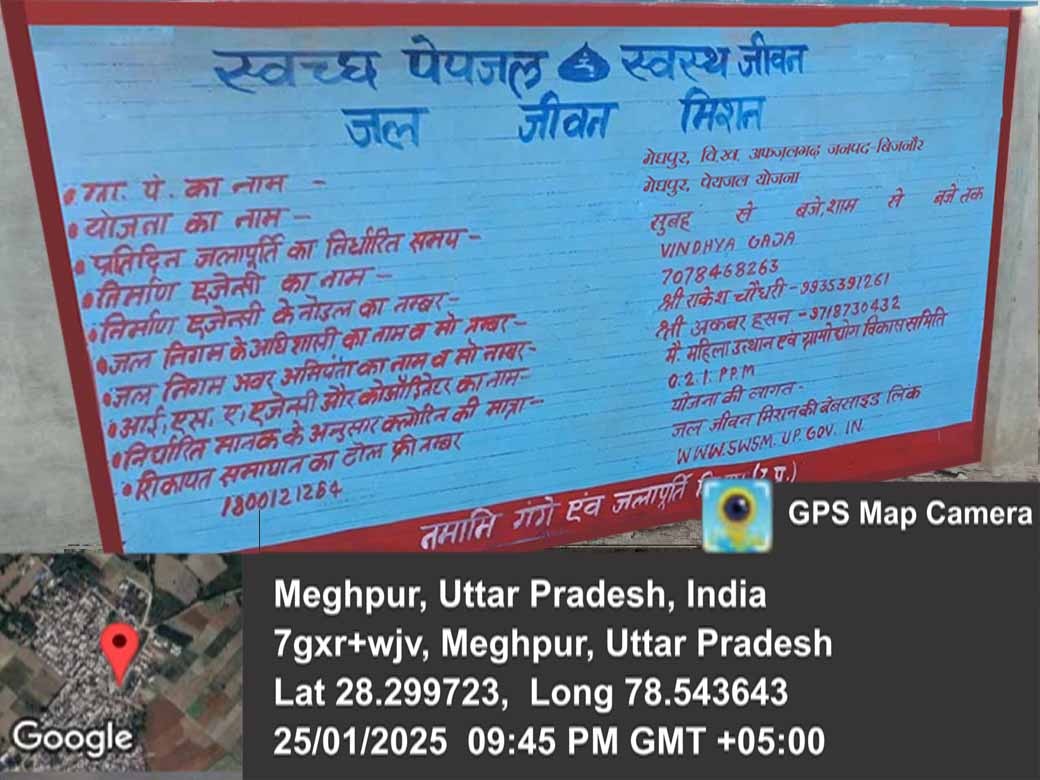 स्वच्छ पेयजल स्वस्थ जीवन
जल जीवन मिशन
• ग्रा. पं. का नाम -
मेघपुर, वि.ख. अफजलगढ़ जनपद-बिजनौर
• योजना का नाम -
मेघपुर, पेयजल योजना
• प्रतिदिन जलापूर्ति का निर्धारित समय -
सुबह से बजे, शाम से बजे तक
• निर्माण एजेन्सी का नाम -
VINDHYA GAJA
• निर्माण एजेन्सी के नोडल का नम्बर -
7078468263
• जल निगम के अधिशासी का नाम व मो नम्बर -
श्री राकेश चौधरी - 9935391261
• जल निगम अवर अभियंता का नाम व मो नम्बर -
श्री अकबर हसन - 9718730432
• आई. एस. ए. एजेन्सी और कोऑर्डिनेटर का नाम -
मै. महिला उत्थान एवं ग्रामोद्योग विकास समिति
• निर्धारित मानक के अनुसार क्लोरिन की मात्रा -
0.2 I. P.P.M
• शिकायत समाधान का टोल फ्री नम्बर
1800121264
योजना की लागत -
जल जीवन मिशन की बेबसाइड लिंक
WWW.SWSM.UP.GOV.IN.
नमामि गंगे एंव जलापूर्ति (उ.प्र.)
GPS Map Camera
Meghpur, Uttar Pradesh, India
7gxr+wjv, Meghpur, Uttar Pradesh
Lat 28.299723, Long 78.543643
25/01/2025 09:45 PM GMT +05:00
Google